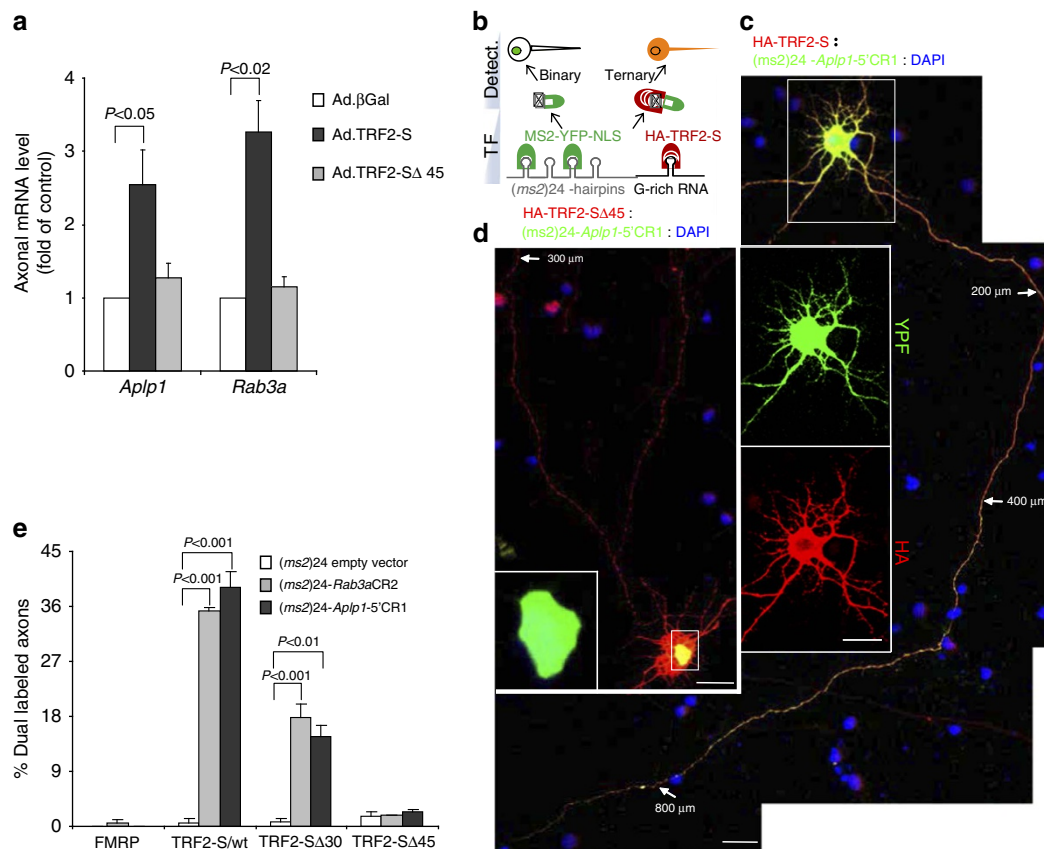 a
P<0.02
P<0.05
Axonal mRNA level
(fold of control)
4
3
2
1
0
Aplp1
Rab3a
Ad.βGal
Ad.TRF2-S
Ad.TRF2-SΔ 45
b
Detect.
TF
Binary
Ternary
MS2-YFP-NLS
HA-TRF2-S
(ms2)24 -hairpins
G-rich RNA
c
HA-TRF2-S :
(ms2)24 -Aplp1-5'CR1 : DAPI
200 µm
400 µm
800 µm
YPF
HA
d
HA-TRF2-SΔ45 :
(ms2)24-Aplp1-5'CR1 : DAPI
300 µm
e
% Dual labeled axons
45
36
27
18
9
0
P<0.001
P<0.001
P<0.01
P<0.001
(ms2)24 empty vector
(ms2)24-Rab3aCR2
(ms2)24-Aplp1-5'CR1
FMRP
TRF2-S/wt
TRF2-SΔ30
TRF2-SΔ45